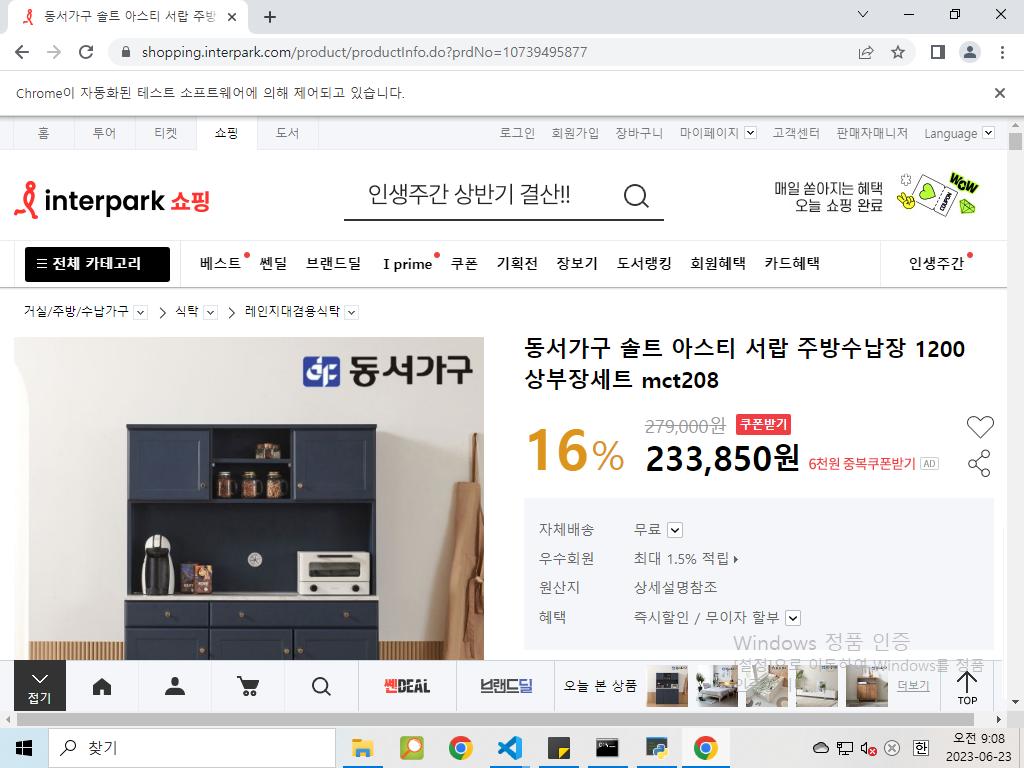 동서가구 솔트 아스티 서랍 주방
shopping.interpark.com/product/productInfo.do?prdNo=10739495877
Chrome이 자동화된 테스트 소프트웨어에 의해 제어되고 있습니다.
홈 투어 티켓 쇼핑 도서 로그인 회원가입 장바구니 마이페이지 고객센터 판매자매니저 Language
interpark 쇼핑
인생주간 상반기 결산!!
매일 쏟아지는 혜택
오늘 쇼핑 완료
WOW
COUPON
전체 카테고리 베스트 쎈딜 브랜드딜 I prime 쿠폰 기획전 장보기 도서랭킹 회원혜택 카드혜택 인생주간
거실/주방/수납가구 식탁 레인지대겸용식탁
동서가구
동서가구 솔트 아스티 서랍 주방수납장 1200
상부장세트 mct208
16%
279,000원 쿠폰받기
233,850원 6천원 중복쿠폰받기 AD
자체배송 무료
우수회원 최대 1.5% 적립
원산지 상세설명참조
혜택 즉시할인 / 무이자 할부
Windows 정품 인증
[설정]으로 이동하여 Windows를 정품
접기
쎈DEAL
브랜드딜
오늘 본 상품
더보기
TOP
찾기
한
오전 9:08
2023-06-23